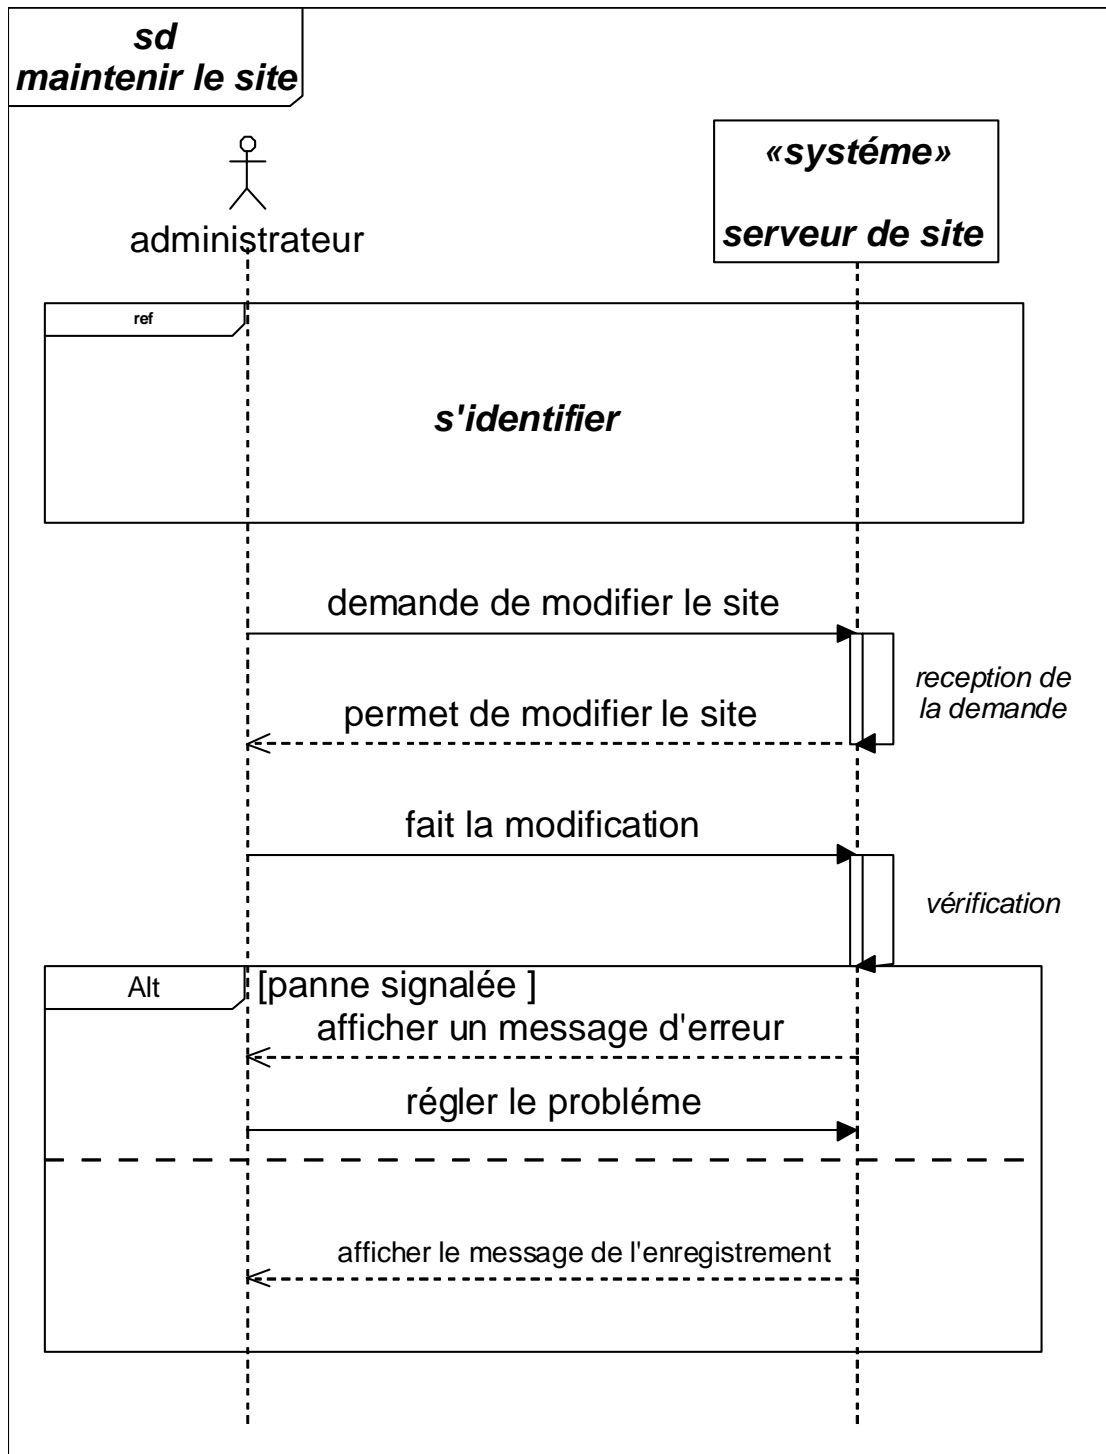 sd
maintenir le site
«systéme»
serveur de site
administrateur
ref
s'identifier
demande de modifier le site
reception de
la demande
permet de modifier le site
fait la modification
vérification
Alt
[panne signalée ]
afficher un message d'erreur
régler le probléme
afficher le message de l'enregistrement